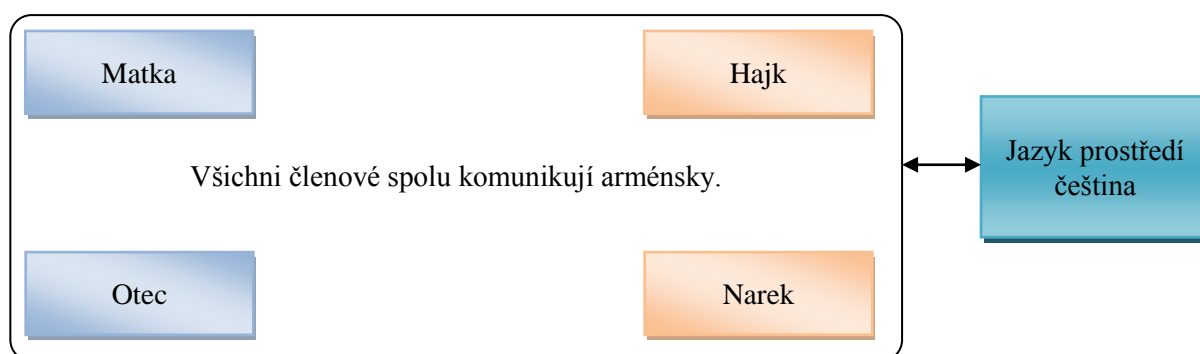 Matka
Hajk
Všichni členové spolu komunikují arménsky.
Jazyk prostředí
čeština
Otec
Narek